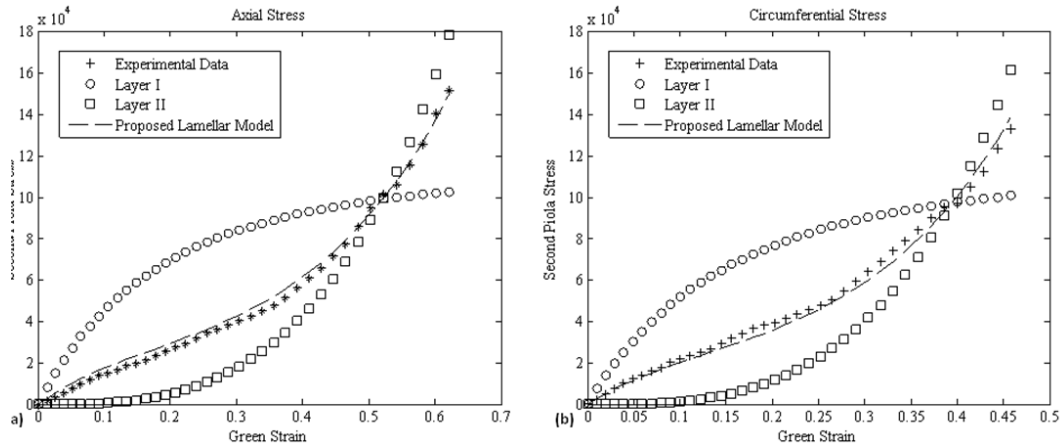 x 10⁴
Axial Stress
18
16
14
12
10
8
6
4
2
0
Experimental Data
Layer I
Layer II
Proposed Lamellar Model
Piola Stress
0 0.1 0.2 0.3 0.4 0.5 0.6 0.7
Green Strain
a)
x 10⁴
Circumferential Stress
18
16
14
12
10
8
6
4
2
0
Experimental Data
Layer I
Layer II
Proposed Lamellar Model
Second Piola Stress
0 0.05 0.1 0.15 0.2 0.25 0.3 0.35 0.4 0.45 0.5
Green Strain
(b)